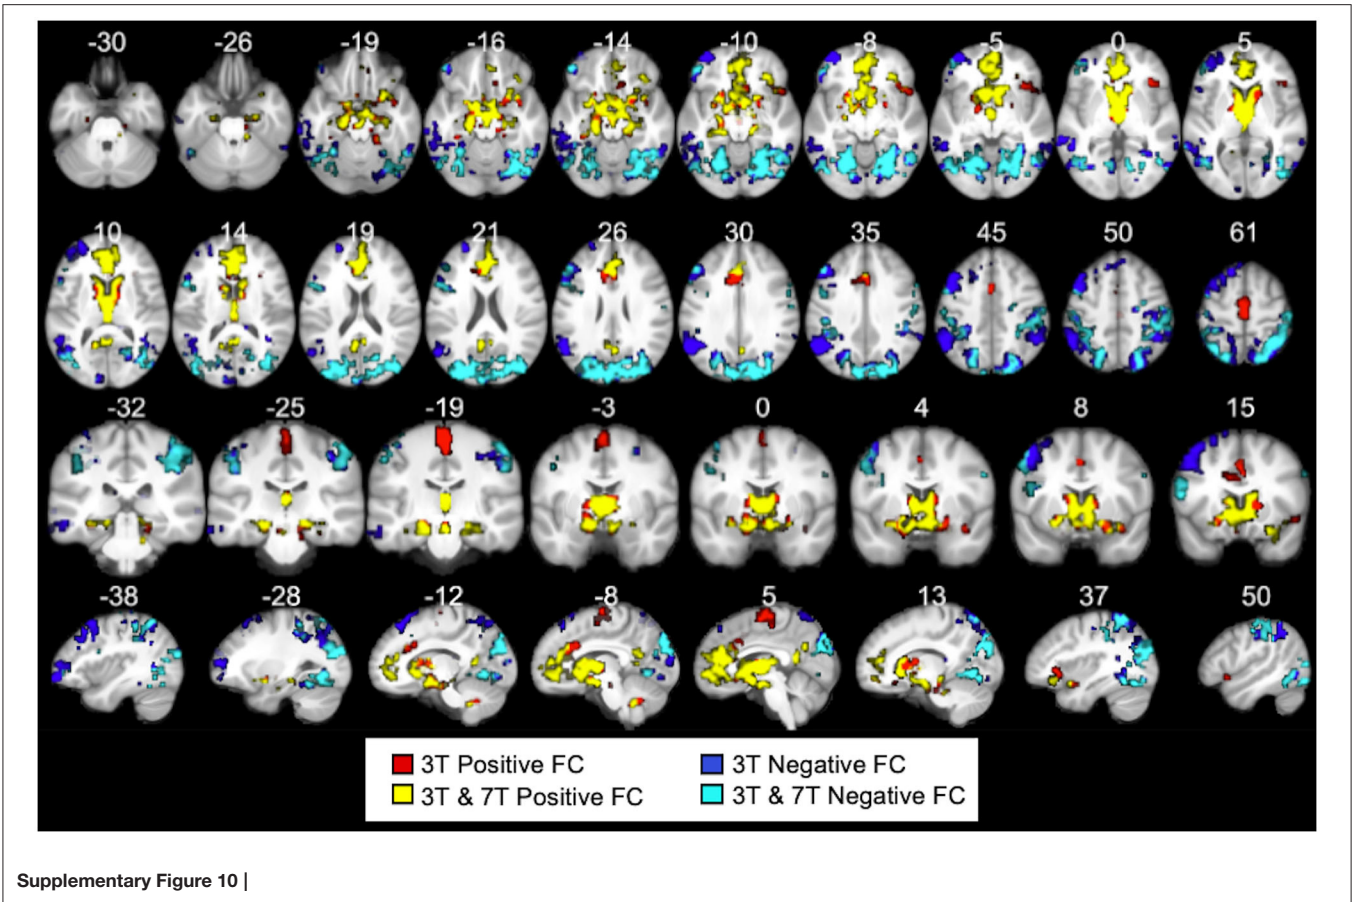 -30 -26 -19 -16 -14 -10 -8 -5 0 5
10 14 19 21 26 30 35 45 50 61
-32 -25 -19 -3 0 4 8 15
-38 -28 -12 -8 5 13 37 50
3T Positive FC 3T Negative FC
3T & 7T Positive FC 3T & 7T Negative FC
Supplementary Figure 10 |